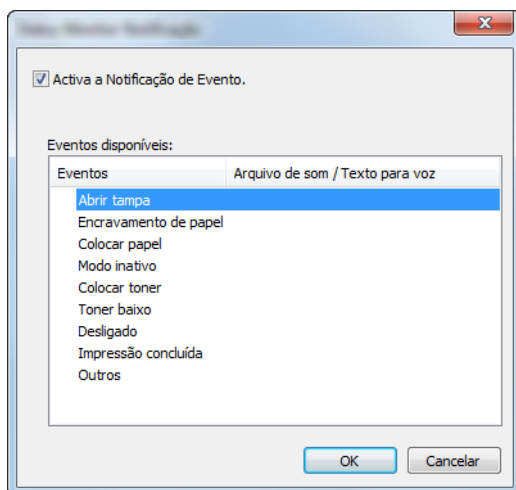 Activa a Notificação de Evento.
Eventos disponíveis:
Eventos Arquivo de som / Texto para voz
Abrir tampa
Encravamento de papel
Colocar papel
Modo inativo
Colocar toner
Toner baixo
Desligado
Impressão concluída
Outros
OK Cancelar